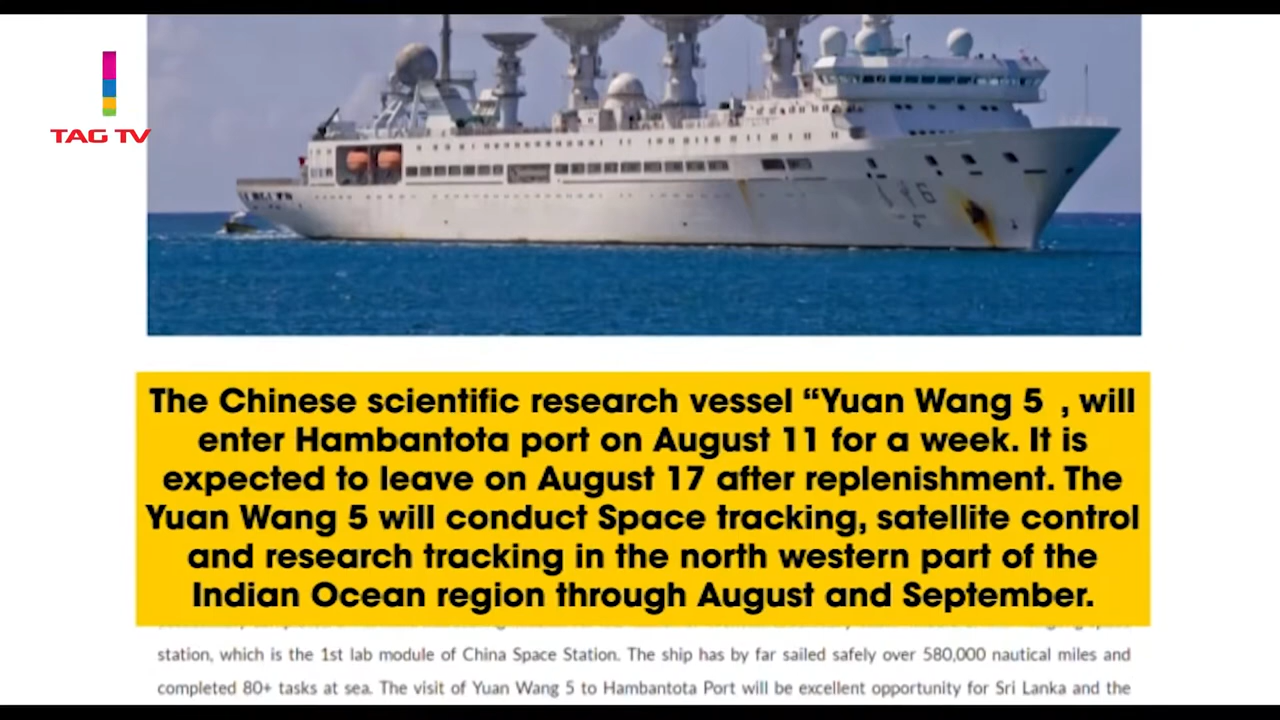 TAG TV
6
The Chinese scientific research vessel “Yuan Wang 5 , will
enter Hambantota port on August 11 for a week. It is
expected to leave on August 17 after replenishment. The
Yuan Wang 5 will conduct Space tracking, satellite control
and research tracking in the north western part of the
Indian Ocean region through August and September.
station, which is the 1st lab module of China Space Station. The ship has by far sailed safely over 580,000 nautical miles and
completed 80+ tasks at sea. The visit of Yuan Wang 5 to Hambantota Port will be excellent opportunity for Sri Lanka and the